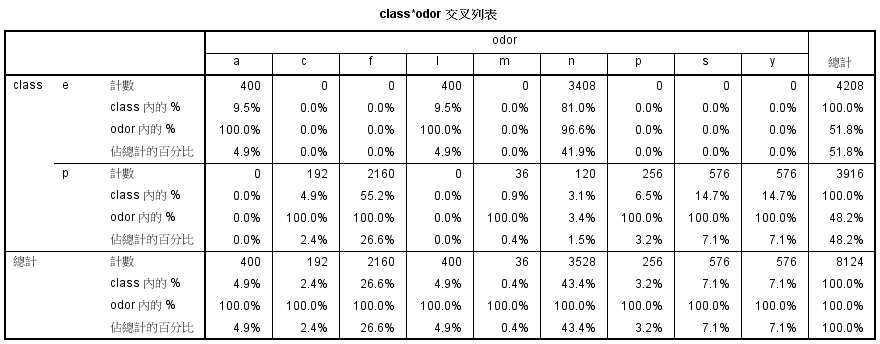 class*odor 交叉列表
odor
a c f l m n p s y 總計
class e 計數 400 0 0 400 0 3408 0 0 0 4208
class 內的 % 9.5% 0.0% 0.0% 9.5% 0.0% 81.0% 0.0% 0.0% 0.0% 100.0%
odor 內的 % 100.0% 0.0% 0.0% 100.0% 0.0% 96.6% 0.0% 0.0% 0.0% 51.8%
佔總計的百分比 4.9% 0.0% 0.0% 4.9% 0.0% 41.9% 0.0% 0.0% 0.0% 51.8%
p 計數 0 192 2160 0 36 120 256 576 576 3916
class 內的 % 0.0% 4.9% 55.2% 0.0% 0.9% 3.1% 6.5% 14.7% 14.7% 100.0%
odor 內的 % 0.0% 100.0% 100.0% 0.0% 100.0% 3.4% 100.0% 100.0% 100.0% 48.2%
佔總計的百分比 0.0% 2.4% 26.6% 0.0% 0.4% 1.5% 3.2% 7.1% 7.1% 48.2%
總計 計數 400 192 2160 400 36 3528 256 576 576 8124
class 內的 % 4.9% 2.4% 26.6% 4.9% 0.4% 43.4% 3.2% 7.1% 7.1% 100.0%
odor 內的 % 100.0% 100.0% 100.0% 100.0% 100.0% 100.0% 100.0% 100.0% 100.0% 100.0%
佔總計的百分比 4.9% 2.4% 26.6% 4.9% 0.4% 43.4% 3.2% 7.1% 7.1% 100.0%